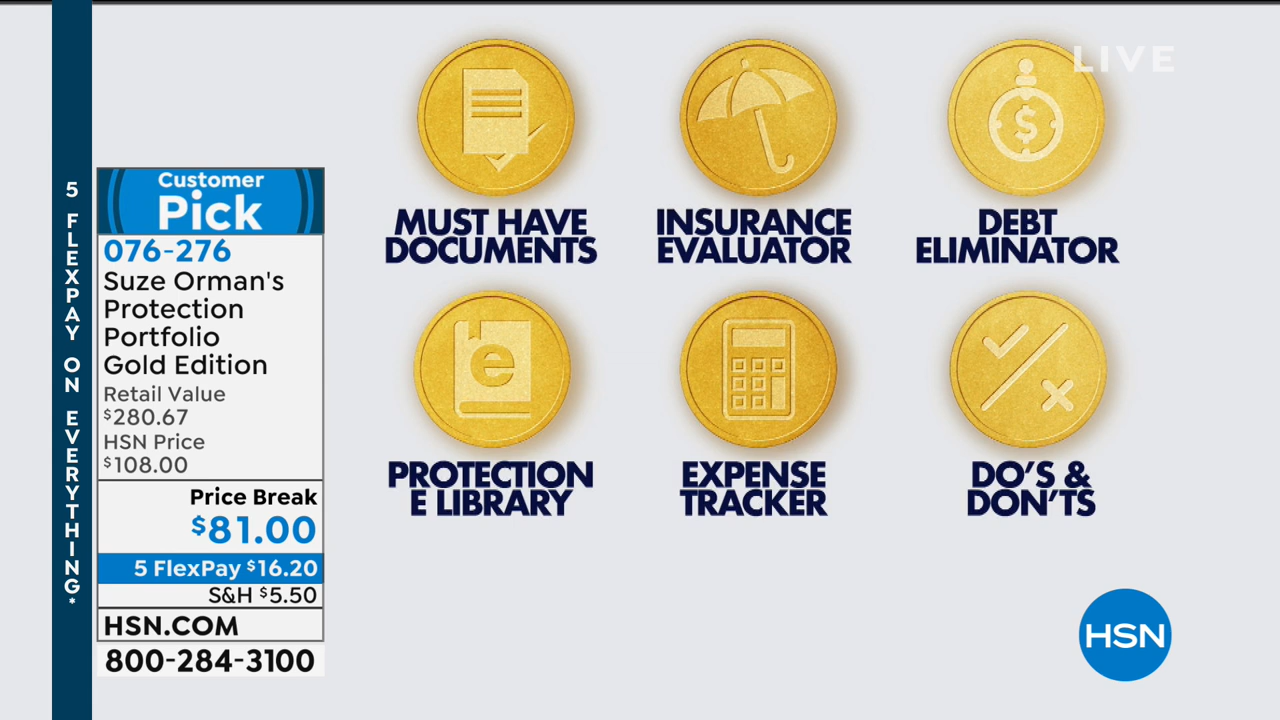 LIVE
5 FLEXPAY ON EVERYTHING*
Customer
Pick
076-276
Suze Orman's
Protection
Portfolio
Gold Edition
Retail Value
$280.67
HSN Price
$108.00
Price Break
$81.00
5 FlexPay $16.20
S&H $5.50
HSN.COM
800-284-3100
MUST HAVE
DOCUMENTS
INSURANCE
EVALUATOR
$
DEBT
ELIMINATOR
e
PROTECTION
E LIBRARY
EXPENSE
TRACKER
DO'S &
DON'TS
HSN